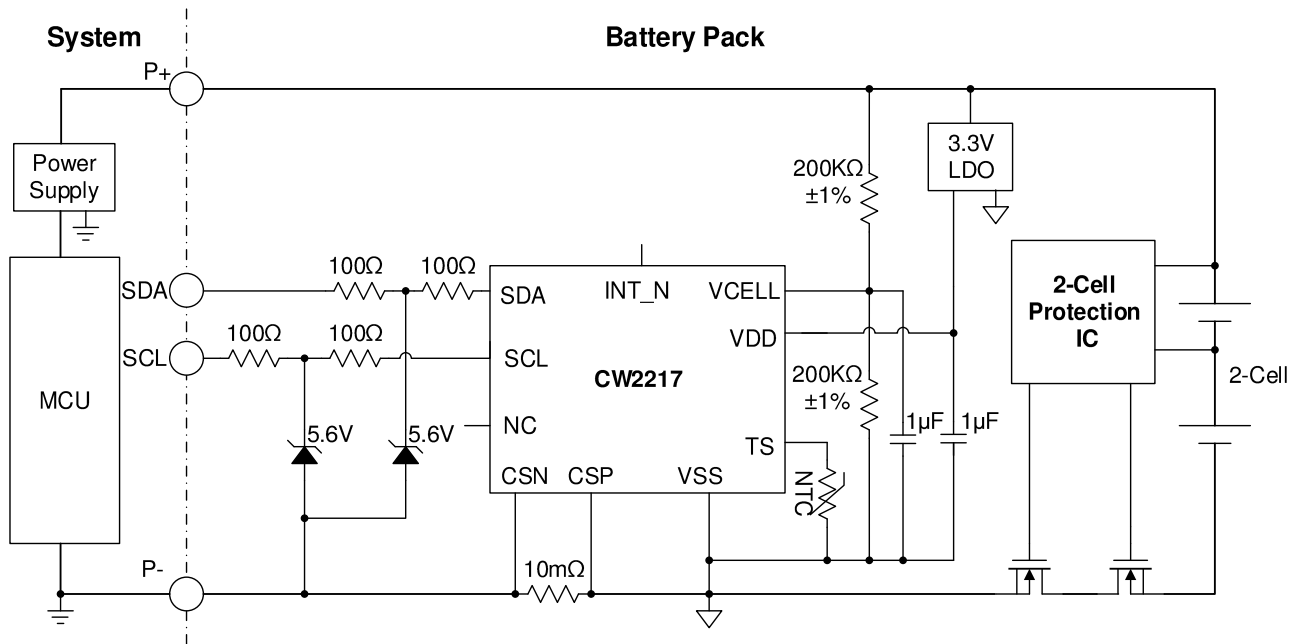 System
Battery Pack
P+
Power
Supply
3.3V
LDO
200KΩ
±1%
100Ω
100Ω
SDA
SDA
INT_N
VCELL
2-Cell
Protection
IC
100Ω
100Ω
SCL
SCL
VDD
CW2217
200KΩ
±1%
2-Cell
MCU
5.6V
5.6V
NC
1µF
1µF
TS
CSN
CSP
VSS
NTC
P-
10mΩ